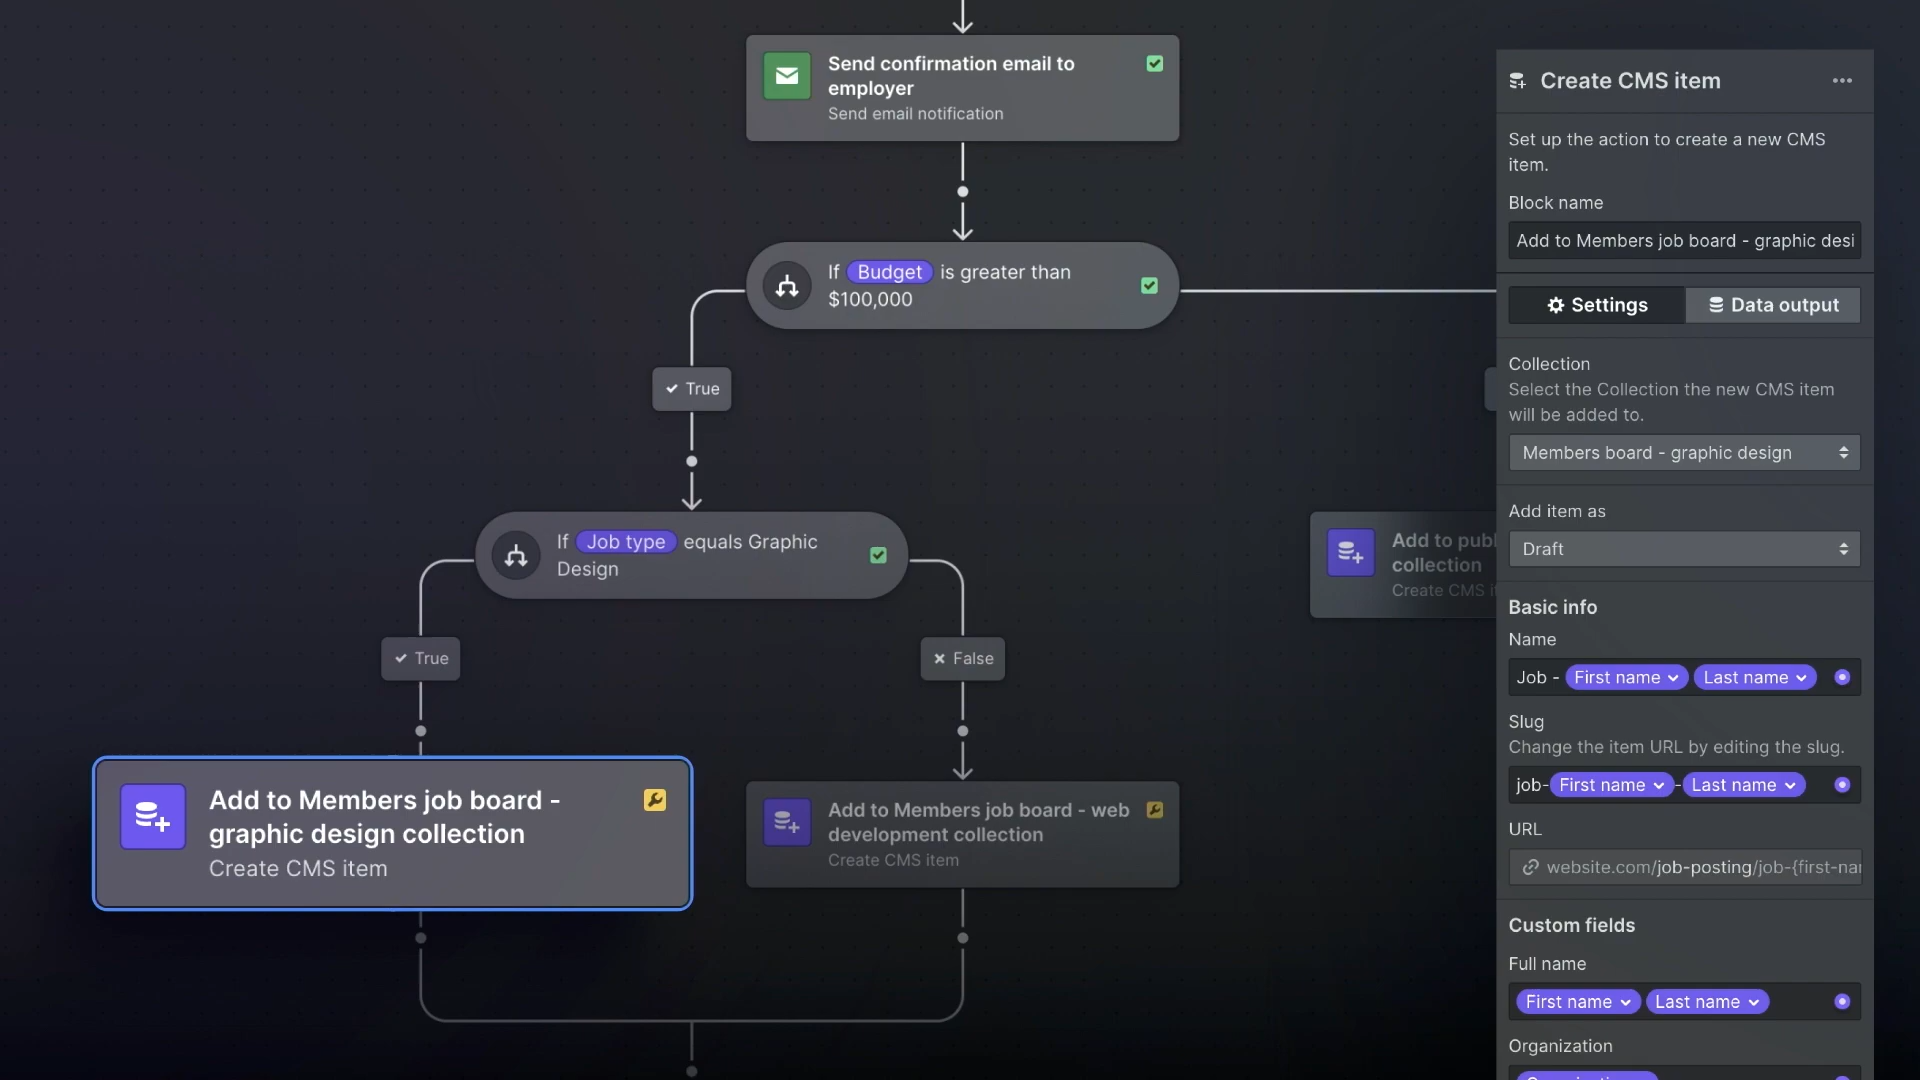 Send confirmation email to
employer
Send email notification
If Budget is greater than
$100,000
True
If Job type equals Graphic
Design
True
False
Add to Members job board -
graphic design collection
Create CMS item
Add to Members job board - web
development collection
Create CMS item
Add to publ
collection
Create CMS i
Create CMS item
Set up the action to create a new CMS
item.
Block name
Add to Members job board - graphic desi
Settings
Data output
Collection
Select the Collection the new CMS item
will be added to.
Members board - graphic design
Add item as
Draft
Basic info
Name
Job - First name Last name
Slug
Change the item URL by editing the slug.
job- First name - Last name
URL
website.com/job-posting/job-{first-nar
Custom fields
Full name
First name Last name
Organization